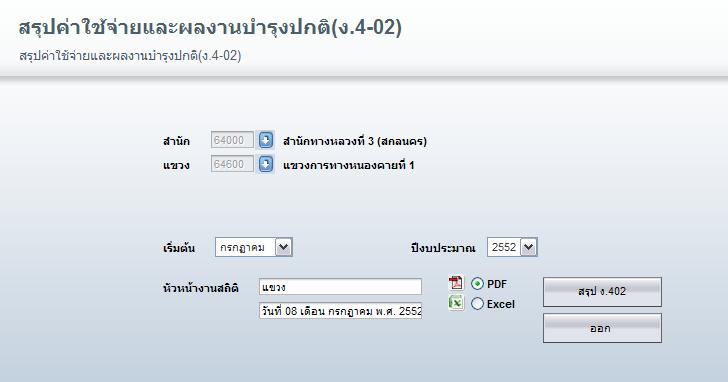 สรุปค่าใช้จ่ายและผลงานบำรุงปกติ(ง.4-02)
สรุปค่าใช้จ่ายและผลงานบำรุงปกติ(ง.4-02)
สำนัก 64000 สำนักทางหลวงที่ 3 (สกลนคร)
แขวง 64600 แขวงการทางหนองคายที่ 1
เริ่มต้น กรกฎาคม ปีงบประมาณ 2552
หัวหน้างานสถิติ แขวง PDF สรุป ง.402
วันที่ 08 เดือน กรกฎาคม พ.ศ. 2552 Excel
ออก